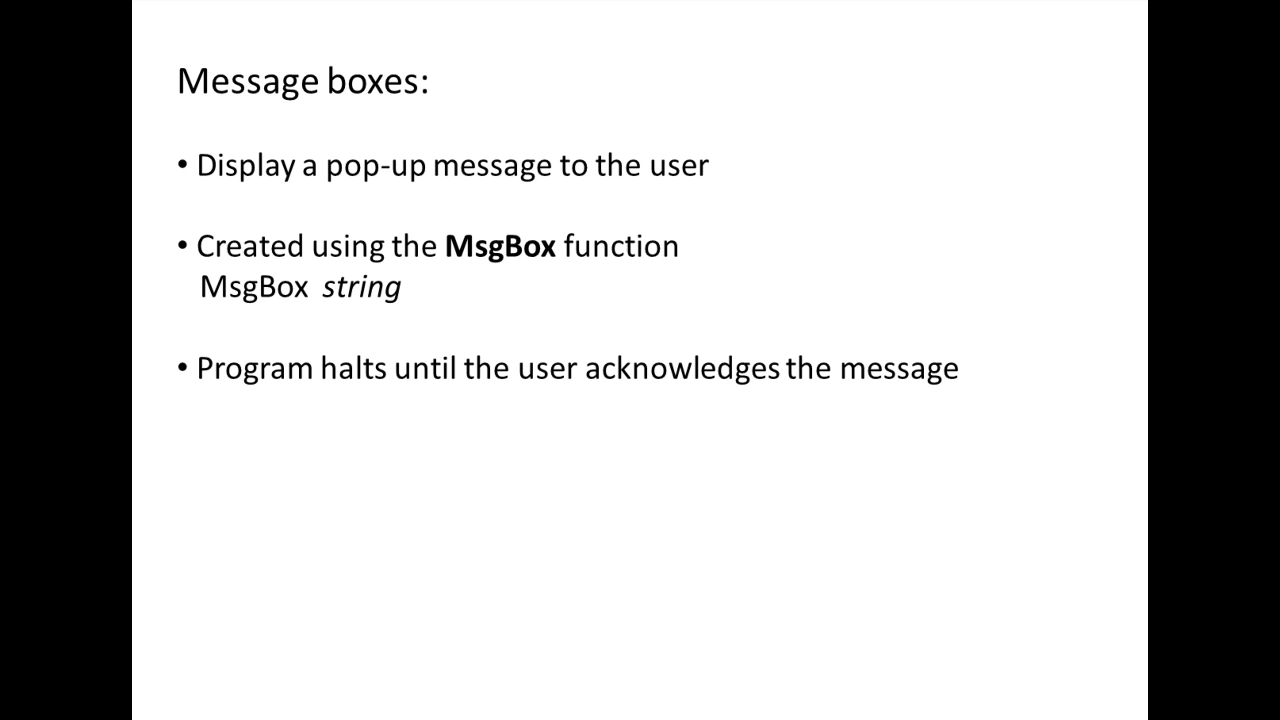 Message boxes:
• Display a pop-up message to the user
• Created using the MsgBox function
MsgBox string
• Program halts until the user acknowledges the message